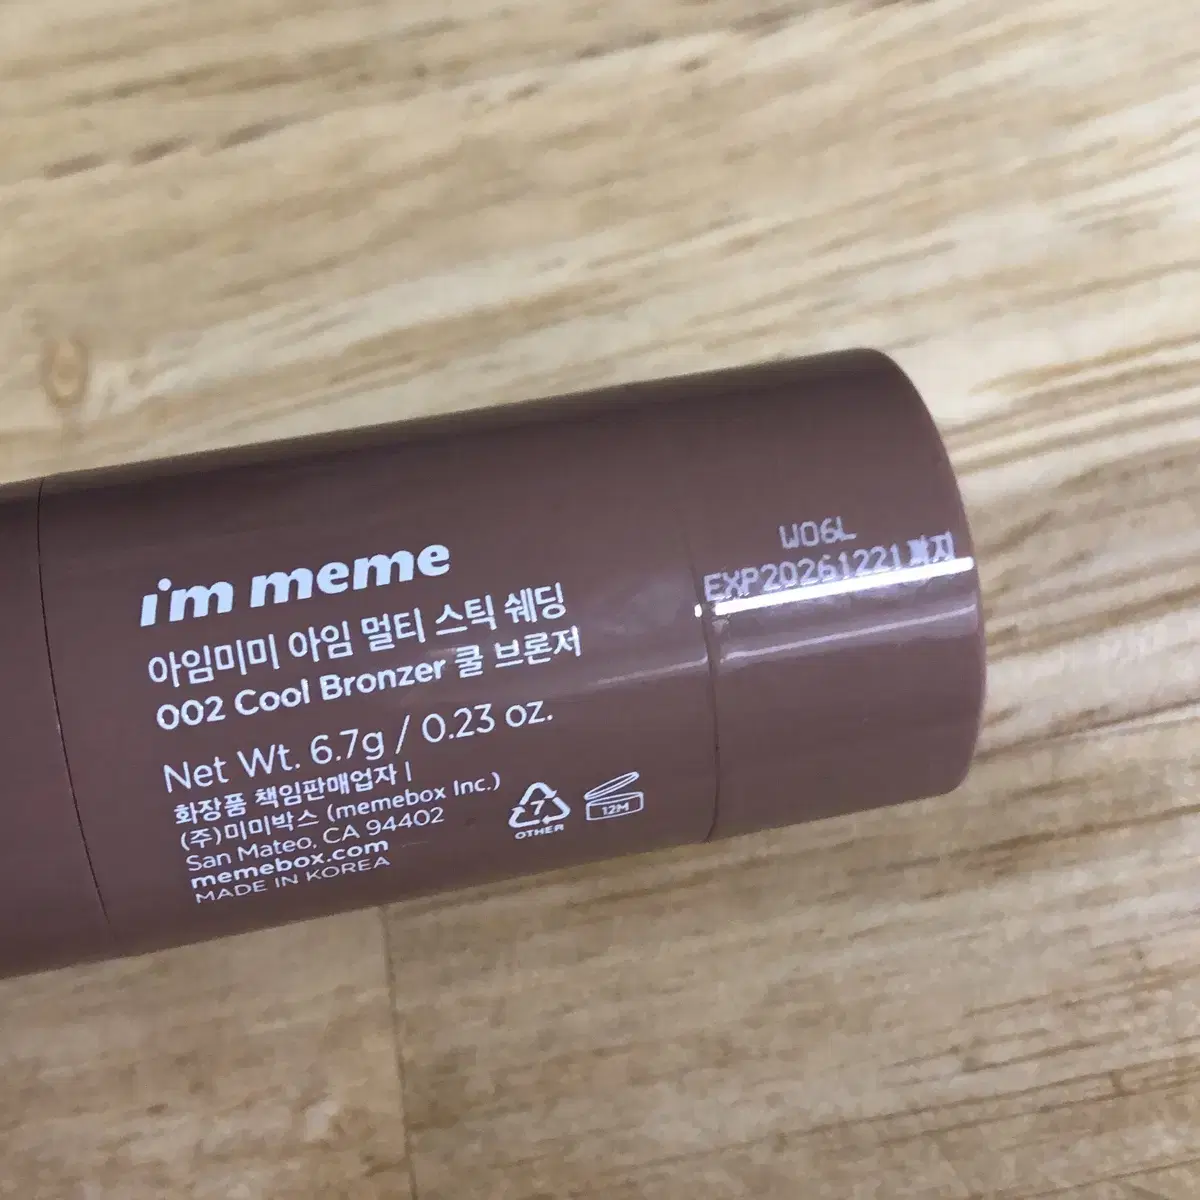 i'm meme
아임미미 아임 멀티 스틱 쉐딩
002 Cool Bronzer 쿨 브론저
Net Wt. 6.7g / 0.23 oz.
화장품 책임판매업자 |
(주)미미박스 (memebox Inc.)
San Mateo, CA 94402
memebox.com
MADE IN KOREA
7
OTHER
12M
W06L
EXP20261221까지